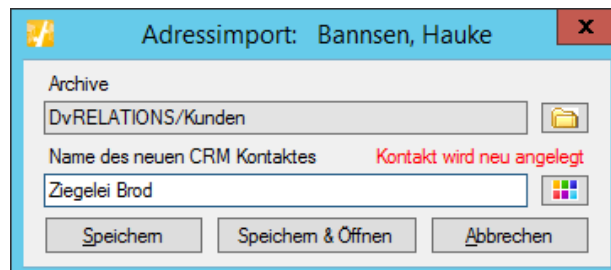 Adressimport: Bannsen, Hauke
x
Archive
DvRELATIONS/Kunden
Name des neuen CRM Kontaktes Kontakt wird neu angelegt
Ziegelei Brod
Speichern Speichern & Öffnen Abbrechen